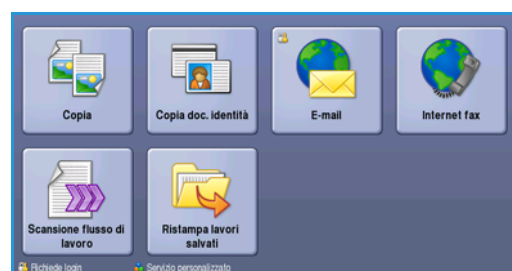 Copia
Copia doc. identità
E-mail
Internet fax
Scansione flusso di
lavoro
Ristampa lavori
salvati
Richiede login
Servizio personalizzato